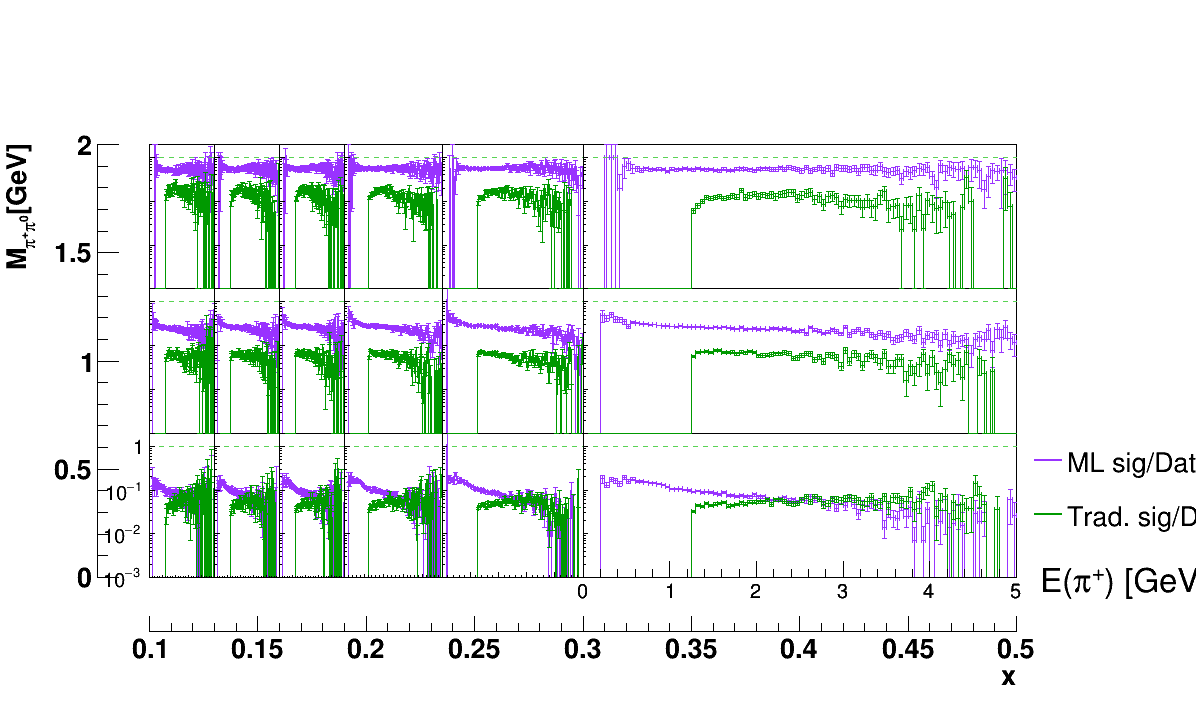 M_{π⁺π⁰} [GeV]
2
1.5
1
0.5
0
1
10⁻¹
10⁻²
10⁻³
ML sig/Dat
Trad. sig/D
0 1 2 3 4 5
E(π⁺) [GeV
0.1 0.15 0.2 0.25 0.3 0.35 0.4 0.45 0.5
x